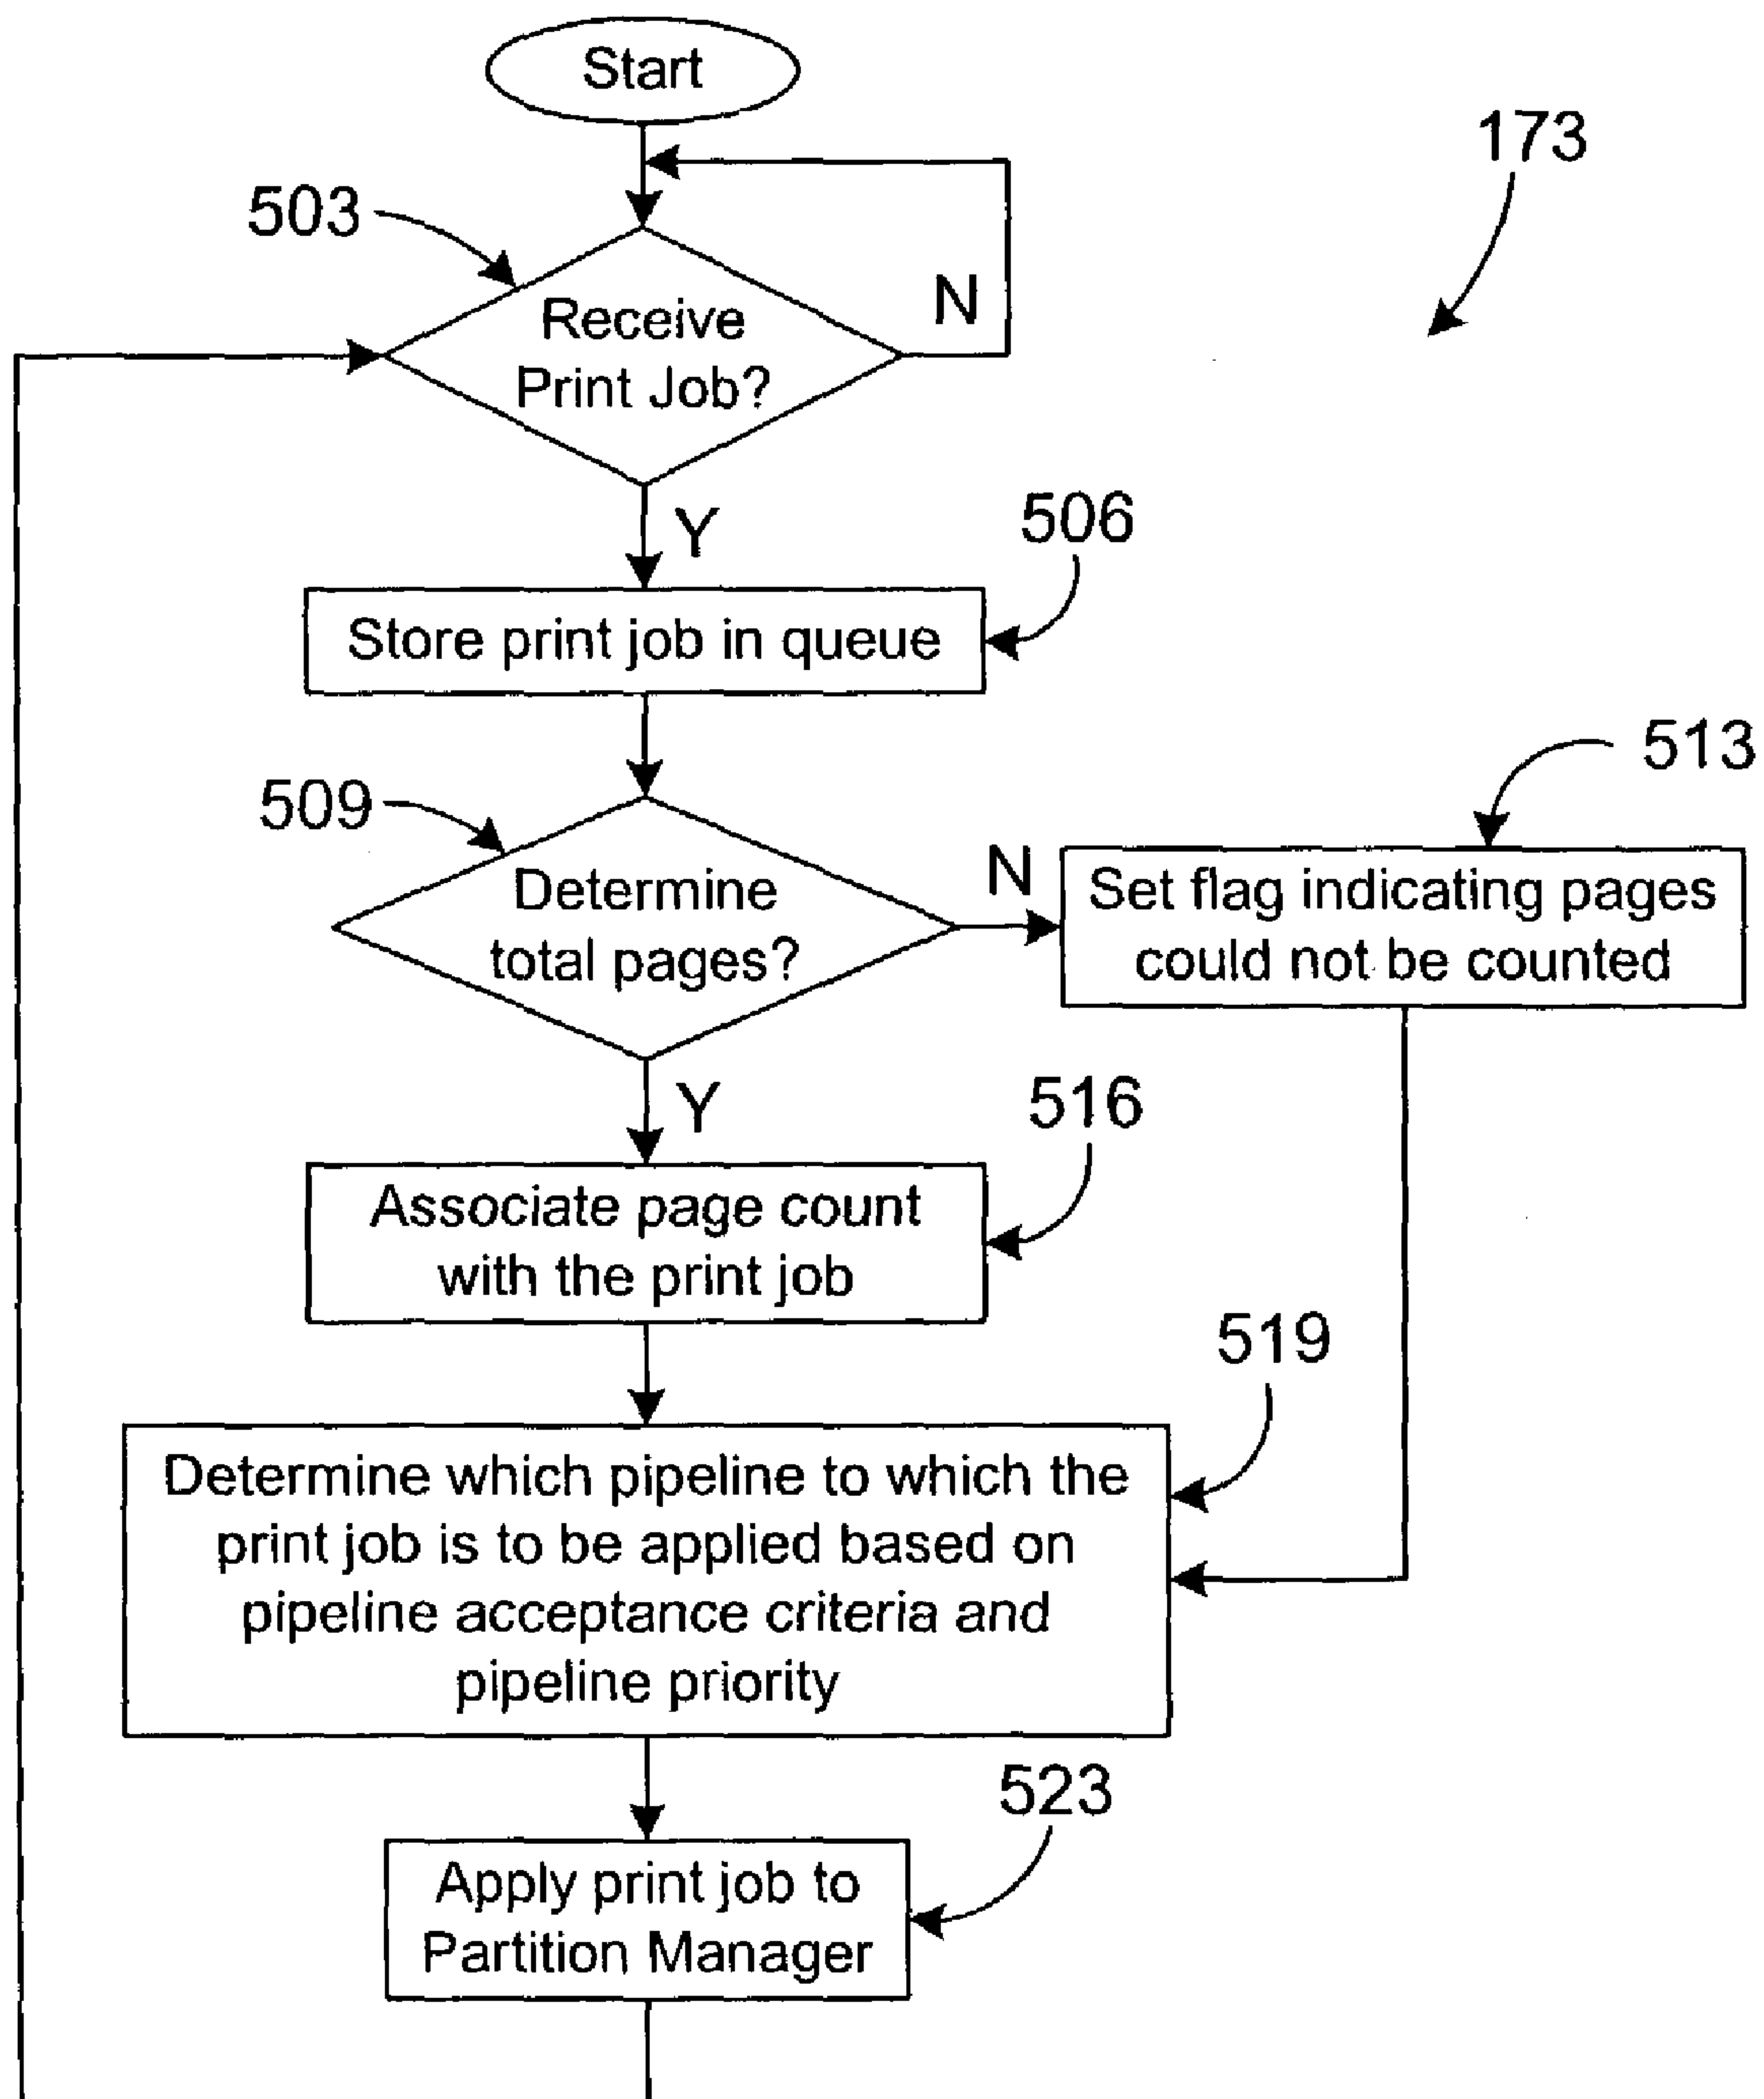 Start
173
503
Receive
Print Job?
N
Y
506
Store print job in queue
513
509
Determine
total pages?
N
Set flag indicating pages
could not be counted
Y
516
Associate page count
with the print job
519
Determine which pipeline to which the
print job is to be applied based on
pipeline acceptance criteria and
pipeline priority
523
Apply print job to
Partition Manager